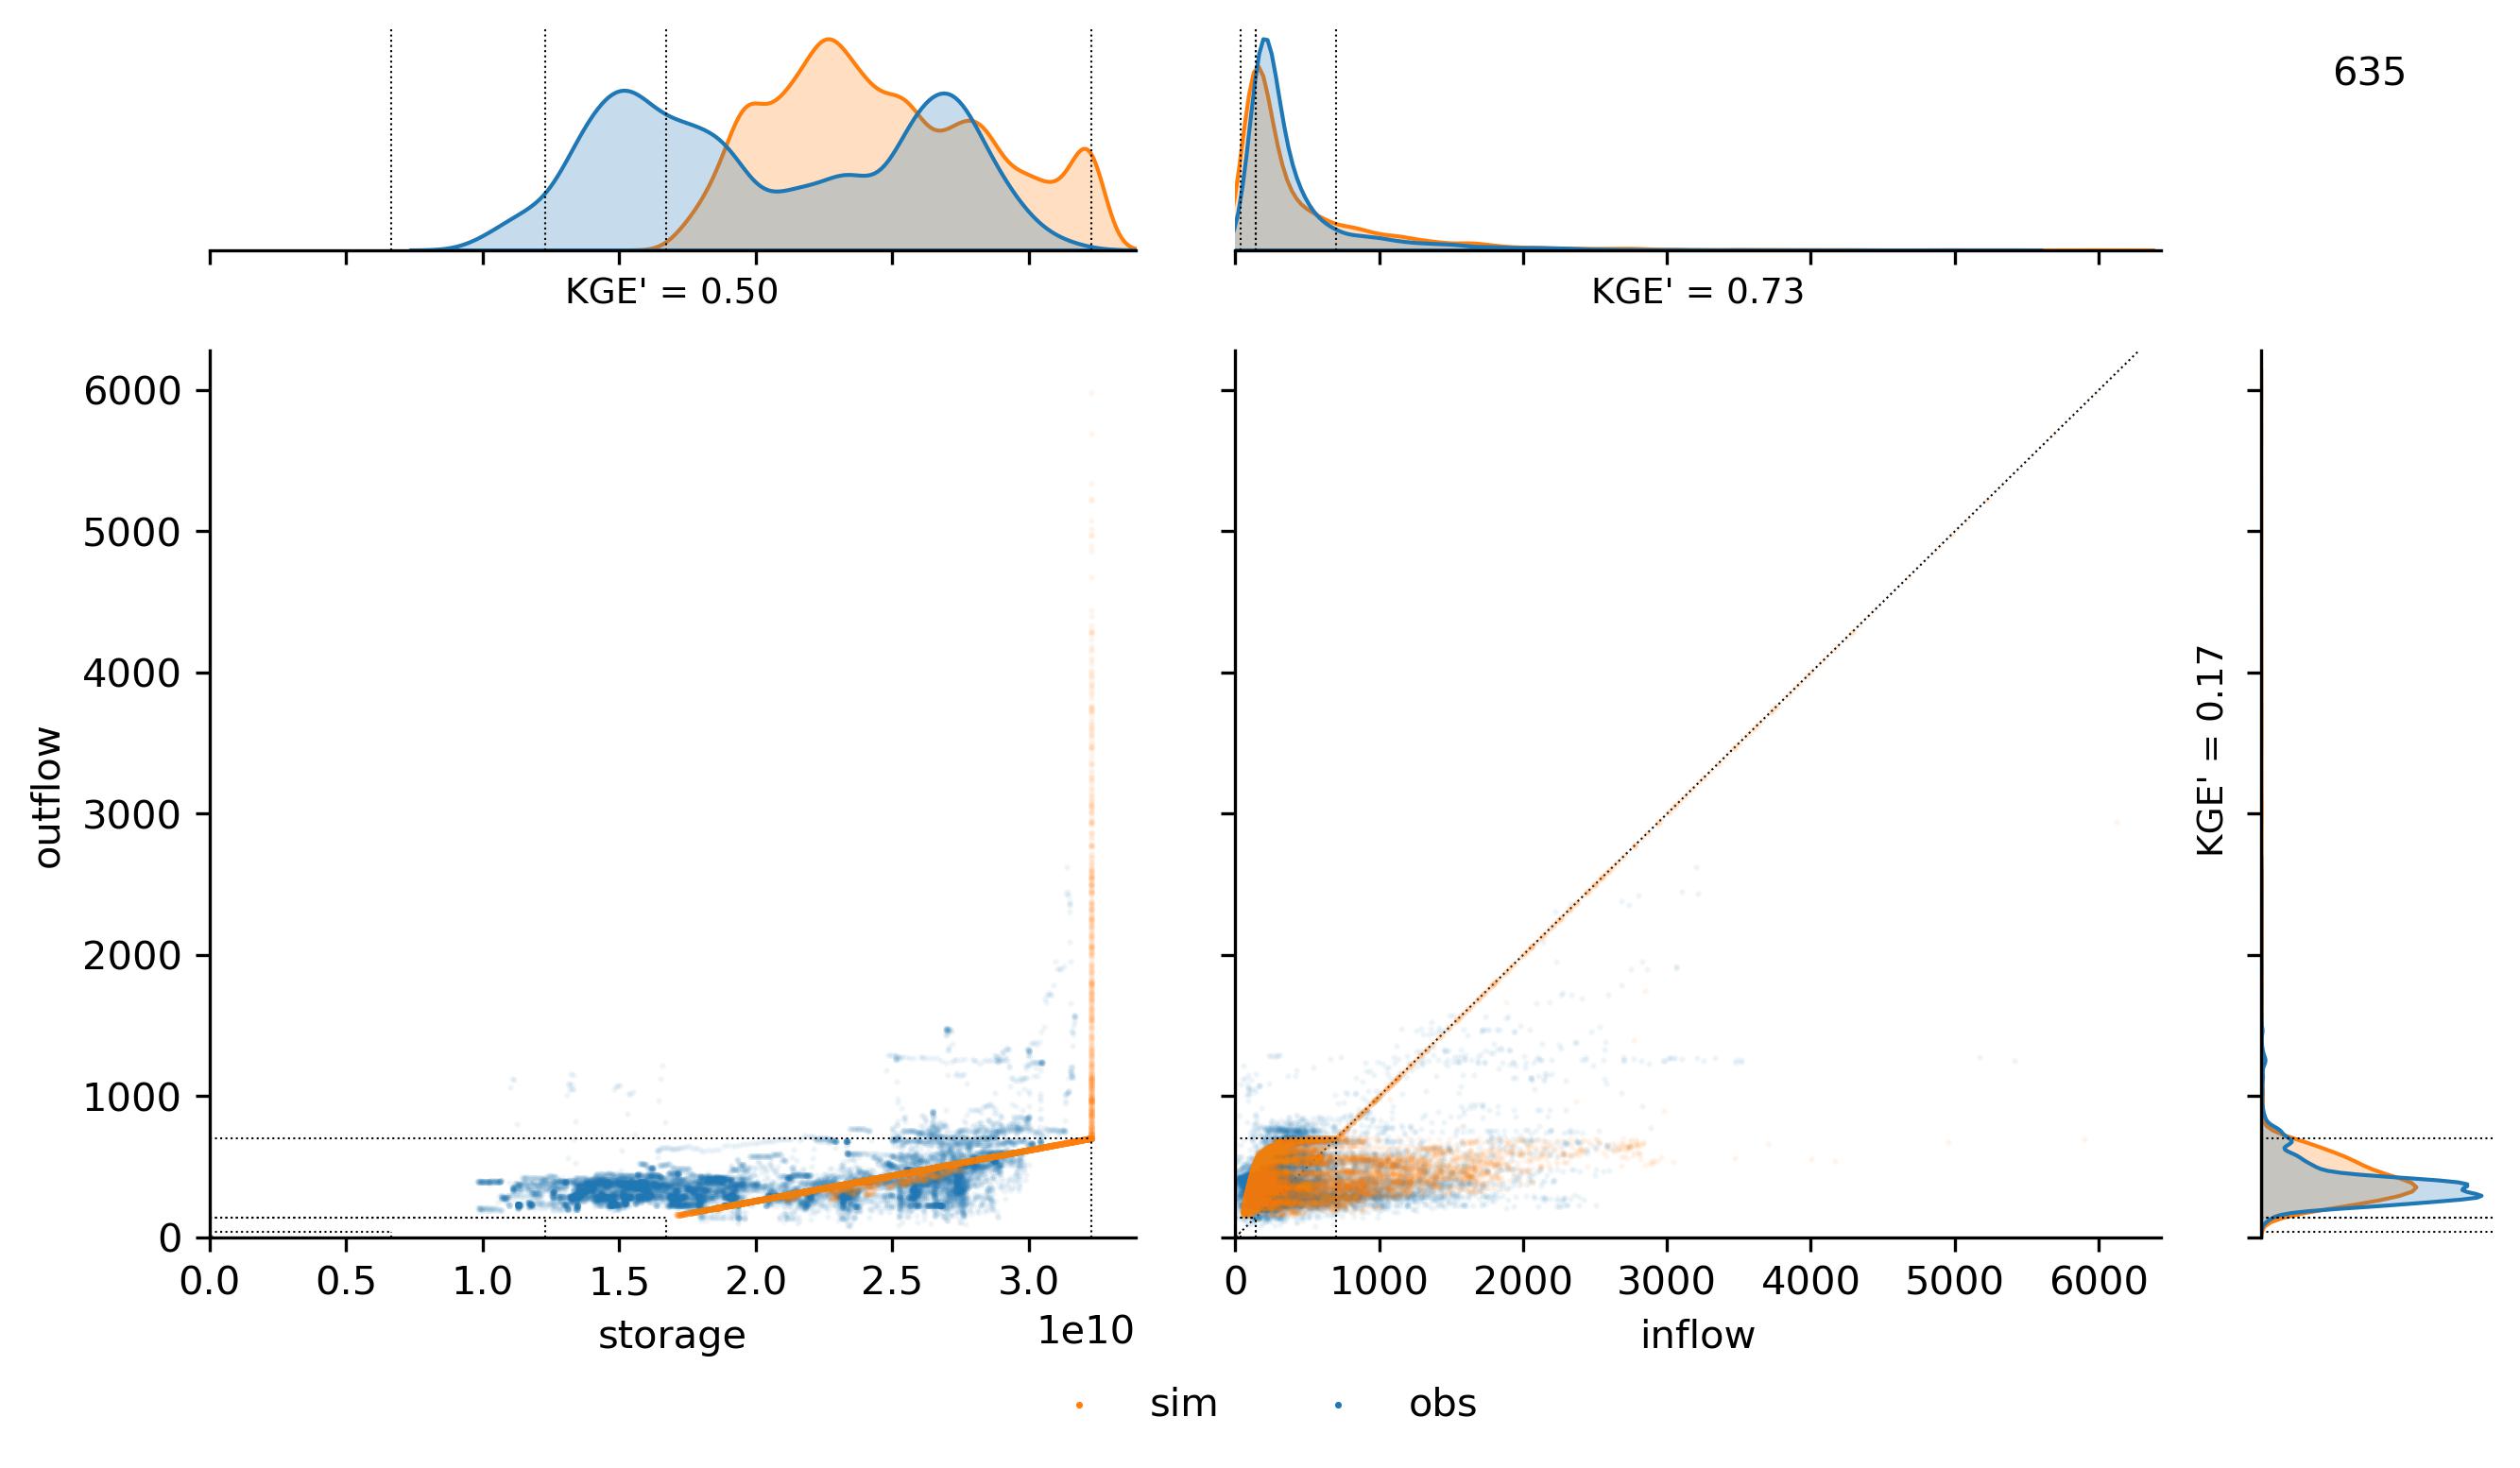 635
KGE' = 0.50
KGE' = 0.73
6000
5000
4000
3000
2000
1000
0
outflow
KGE' = 0.17
0.0 0.5 1.0 1.5 2.0 2.5 3.0
1e10
storage
0 1000 2000 3000 4000 5000 6000
inflow
sim obs